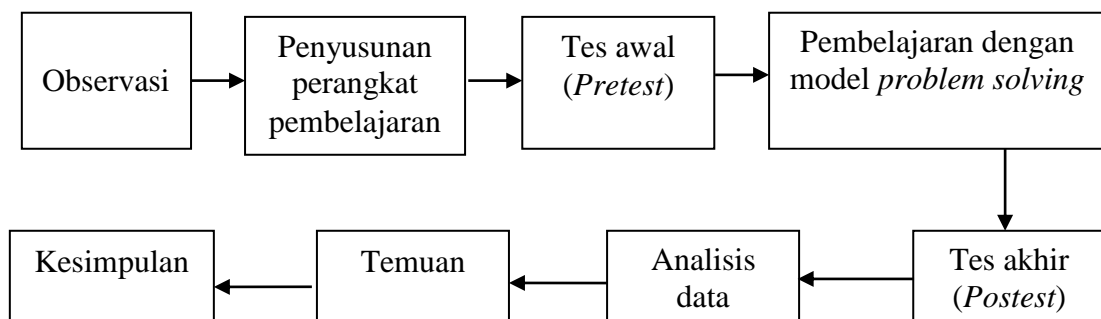 Observasi
Penyusunan
perangkat
pembelajaran
Tes awal
(Pretest)
Pembelajaran dengan
model problem solving
Kesimpulan
Temuan
Analisis
data
Tes akhir
(Postest)